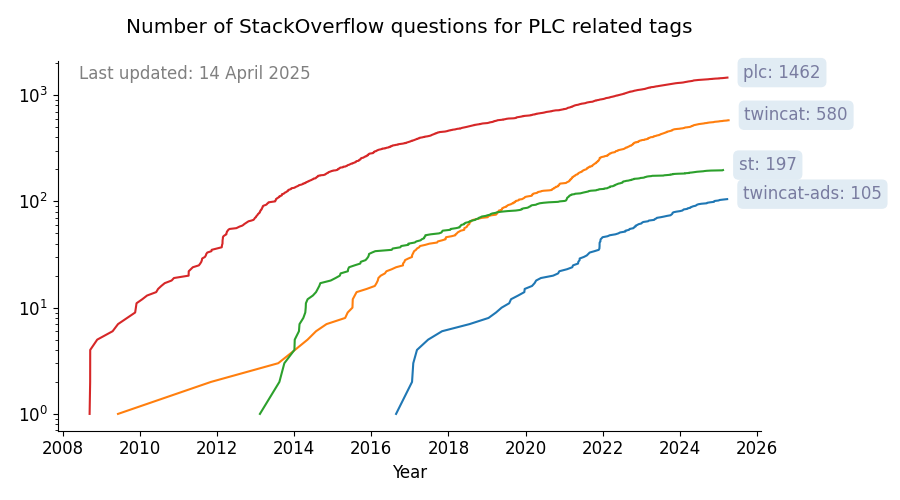 Number of StackOverflow questions for PLC related tags
Last updated: 14 April 2025
plc: 1462
twincat: 580
st: 197
twincat-ads: 105
10³
10²
10¹
10⁰
2008 2010 2012 2014 2016 2018 2020 2022 2024 2026
Year